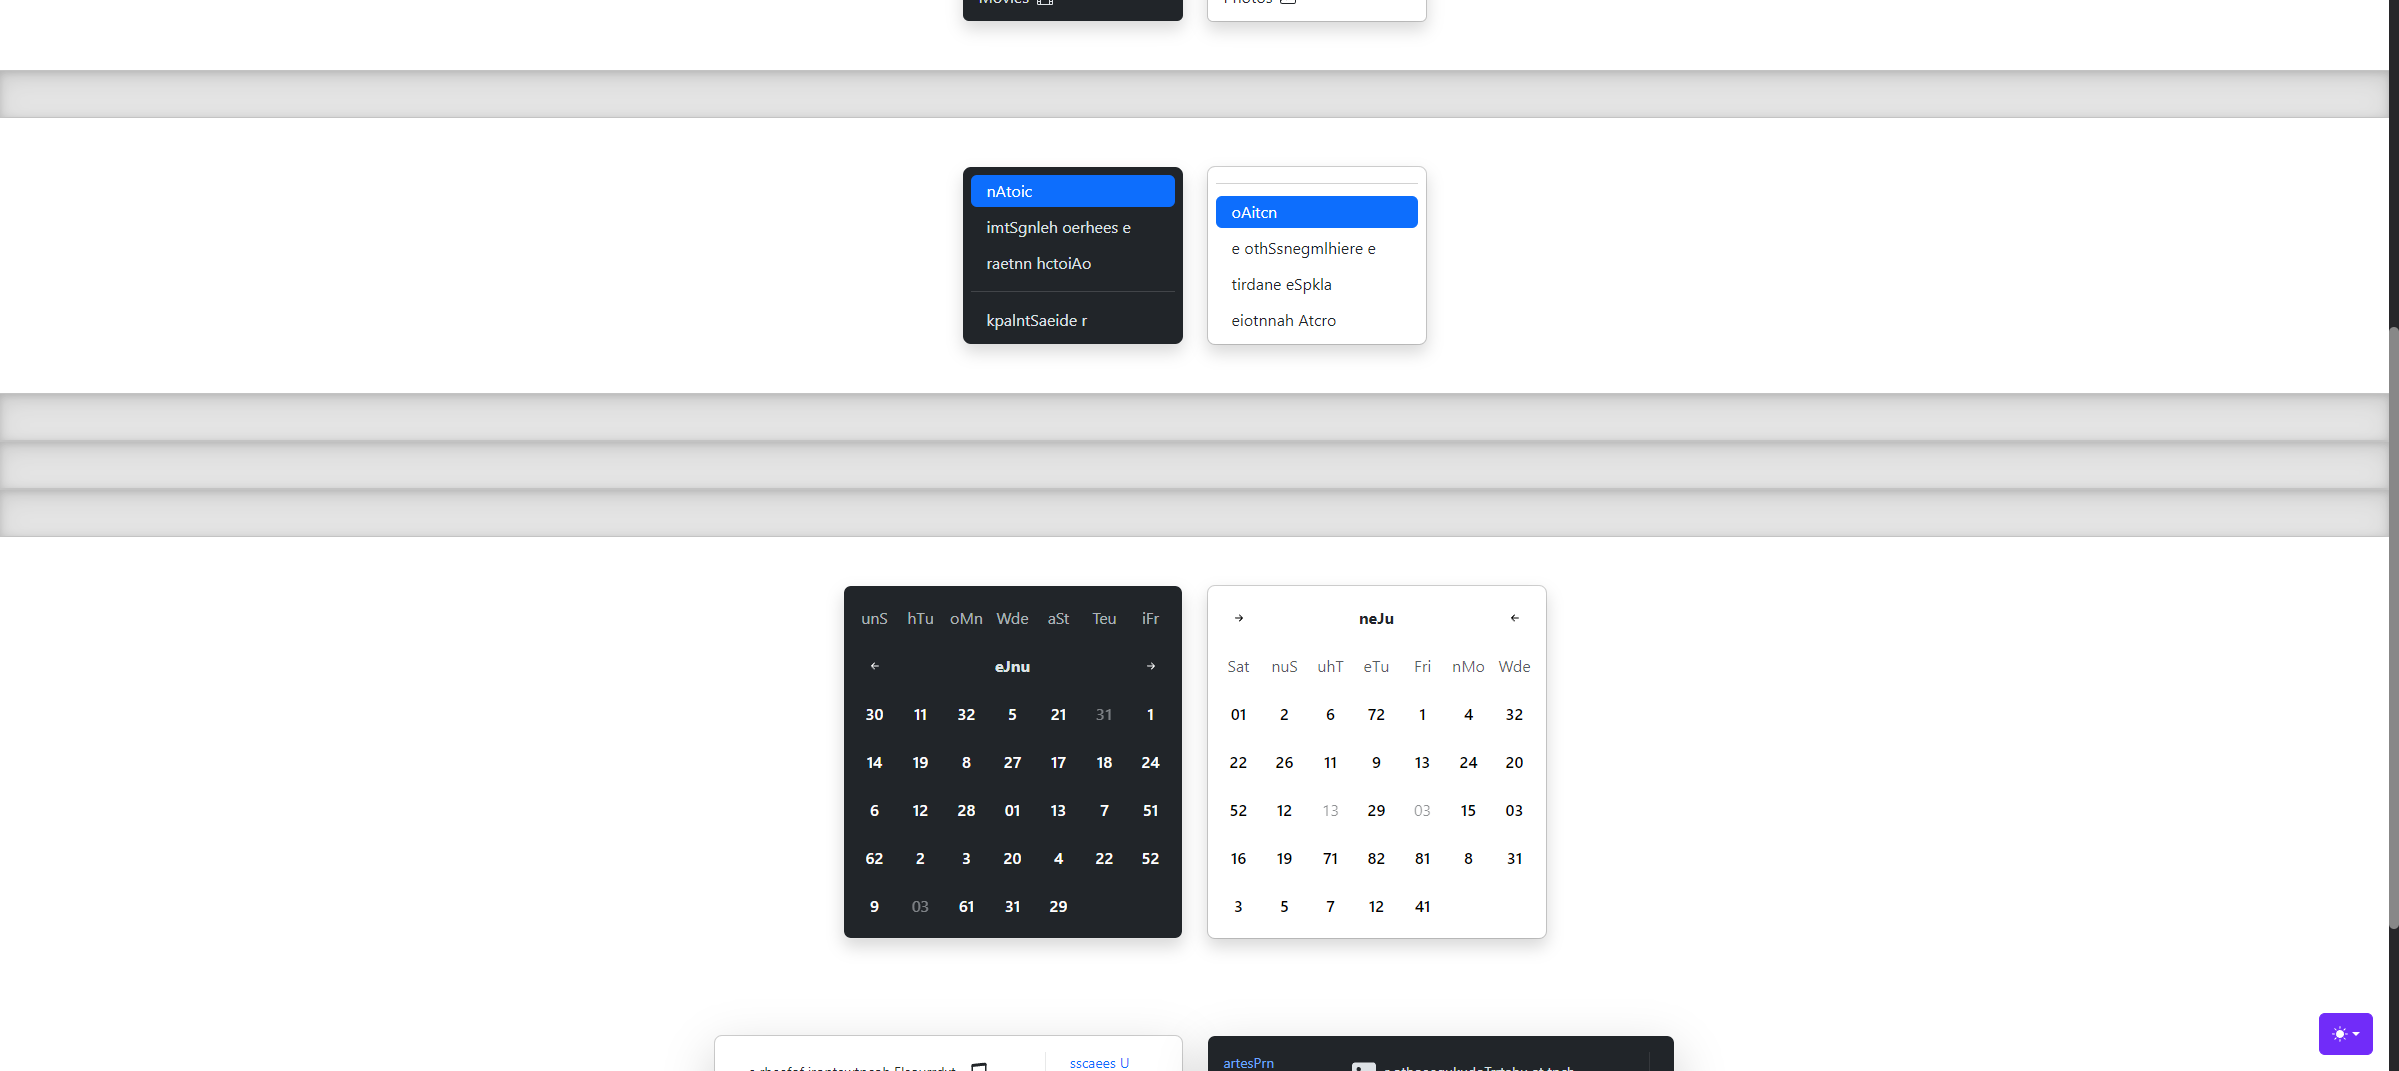 Movies
Photos
nAtoic
imtSgnleh oerhees e
raetnn hctoiAo
kpalntSaeide r
oAitcn
e othSsnegmlhiere e
tirdane eSpkla
eiotnnah Atcro
unS hTu oMn Wde aSt Teu iFr
eJnu
30 11 32 5 21 31 1
14 19 8 27 17 18 24
6 12 28 01 13 7 51
62 2 3 20 4 22 52
9 03 61 31 29
neJu
Sat nuS uhT eTu Fri nMo Wde
01 2 6 72 1 4 32
22 26 11 9 13 24 20
52 12 13 29 03 15 03
16 19 71 82 81 8 31
3 5 7 12 41
sscaees U
artesPrn